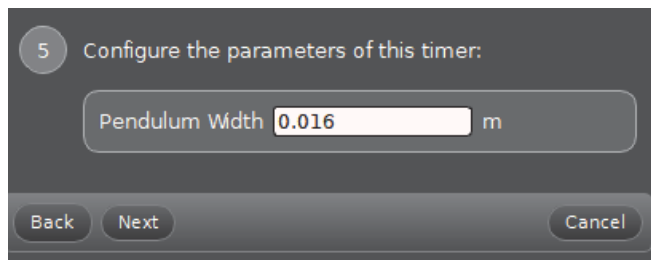 5 Configure the parameters of this timer:
Pendulum Width 0.016 m
Back Next Cancel